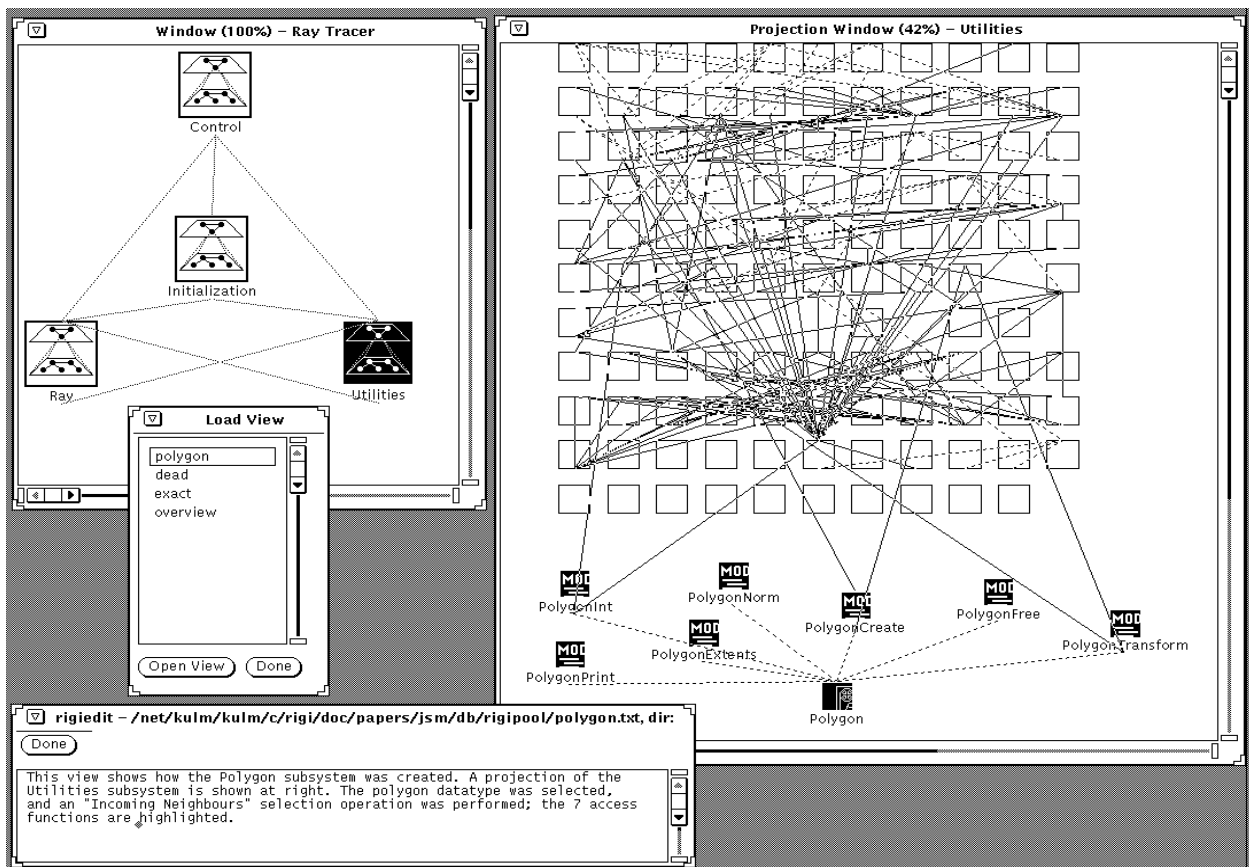 Window (100%) – Ray Tracer
Control
Initialization
Ray
Utilities
Load View
polygon
dead
exact
overview
Open View
Done
Projection Window (42%) – Utilities
MOD
PolygonInt
MOD
PolygonNorm
MOD
PolygonCreate
MOD
PolygonFree
MOD
PolygonTransform
MOD
PolygonExtents
MOD
PolygonPrint
Polygon
rigiedit – /net/kulm/kulm/c/rigi/doc/papers/jsm/db/rigipool/polygon.txt, dir:
Done
This view shows how the Polygon subsystem was created. A projection of the
Utilities subsystem is shown at right. The polygon datatype was selected,
and an "Incoming Neighbours" selection operation was performed; the 7 access
functions are highlighted.